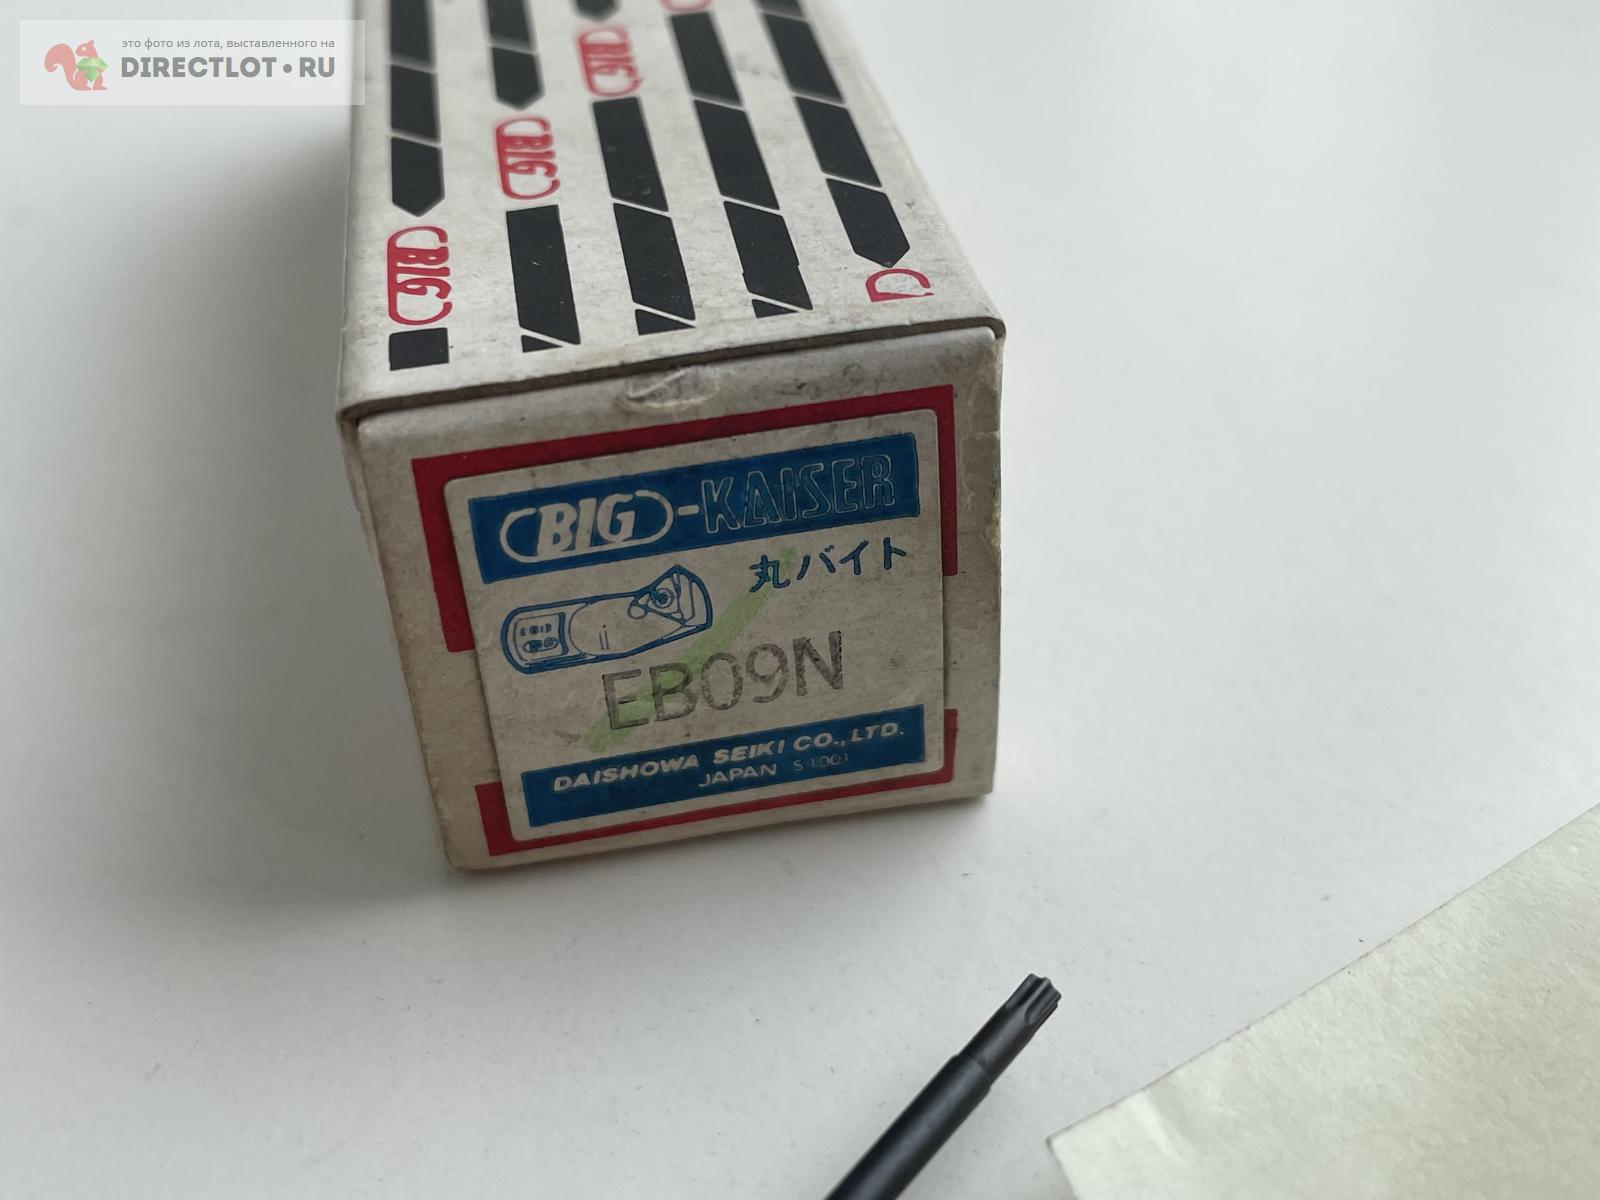 это фото из лота, выставленного на
DIRECTLOT•RU
BIG
BIG
BIG
BIG-KAISER
丸バイト
EB09N
DAISHOWA SEIKI CO.,LTD.
JAPAN S1001